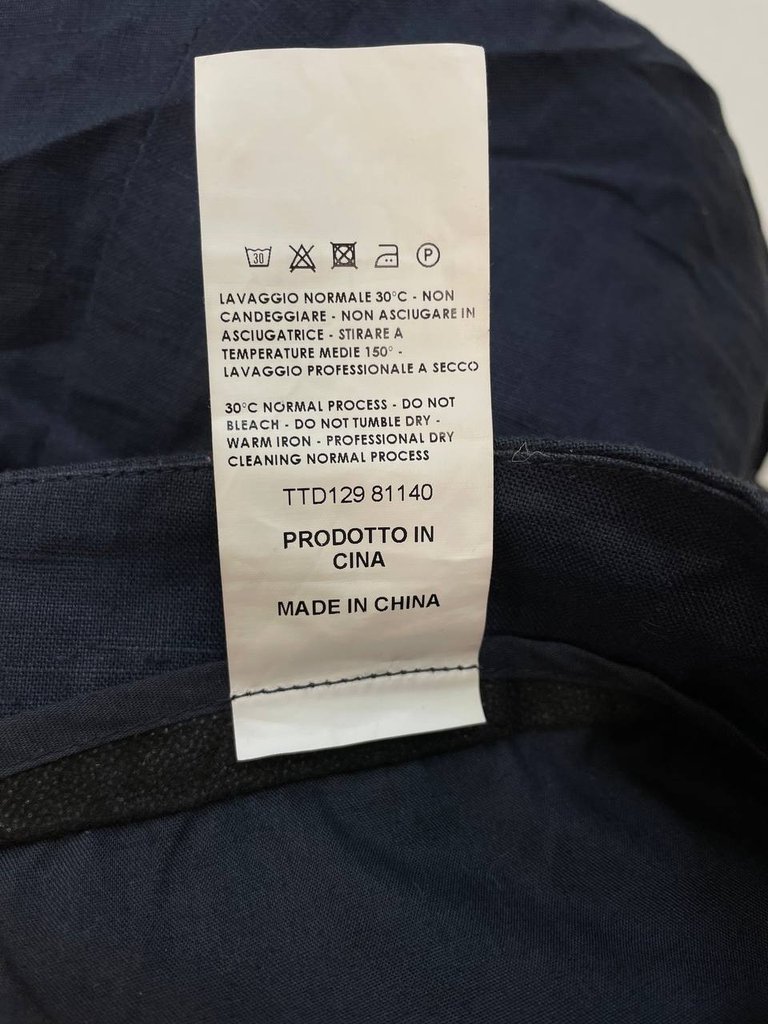 30
P
LAVAGGIO NORMALE 30°C - NON
CANDEGGIARE - NON ASCIUGARE IN
ASCIUGATRICE - STIRARE A
TEMPERATURE MEDIE 150° -
LAVAGGIO PROFESSIONALE A SECCO
30°C NORMAL PROCESS - DO NOT
BLEACH - DO NOT TUMBLE DRY -
WARM IRON - PROFESSIONAL DRY
CLEANING NORMAL PROCESS
TTD129 81140
PRODOTTO IN
CINA
MADE IN CHINA